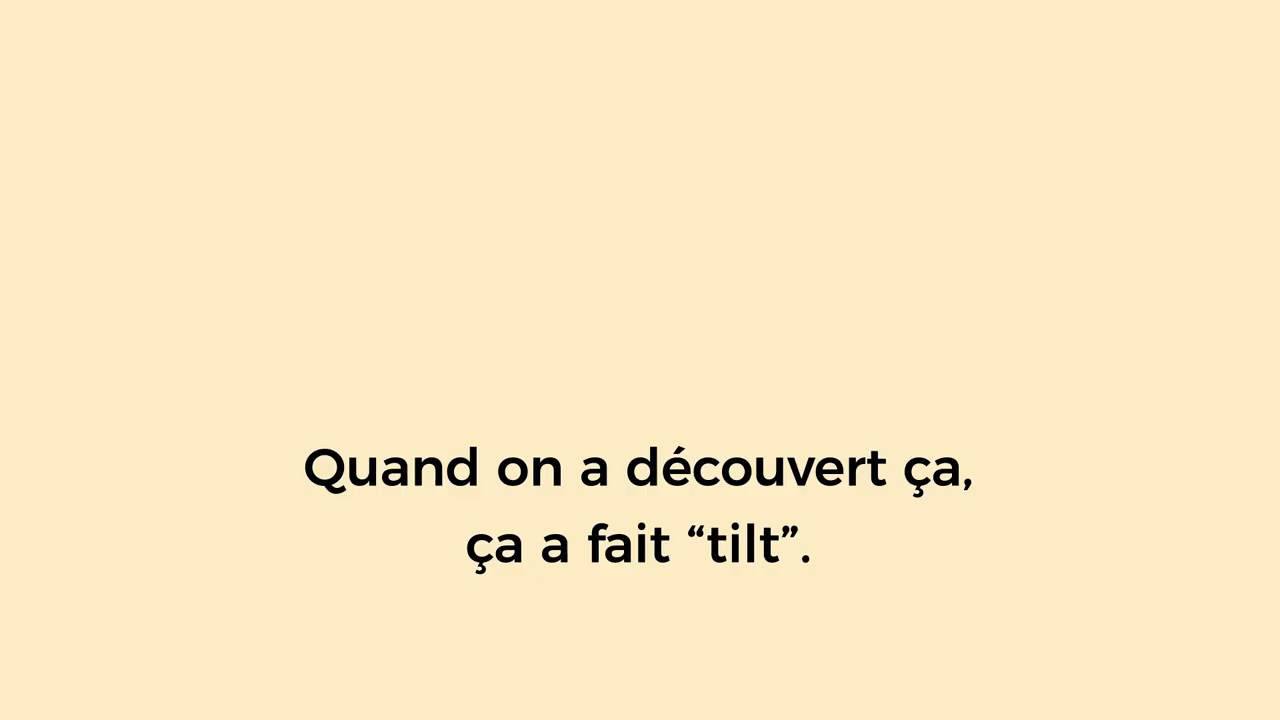 Quand on a découvert ça,
ça a fait “tilt”.